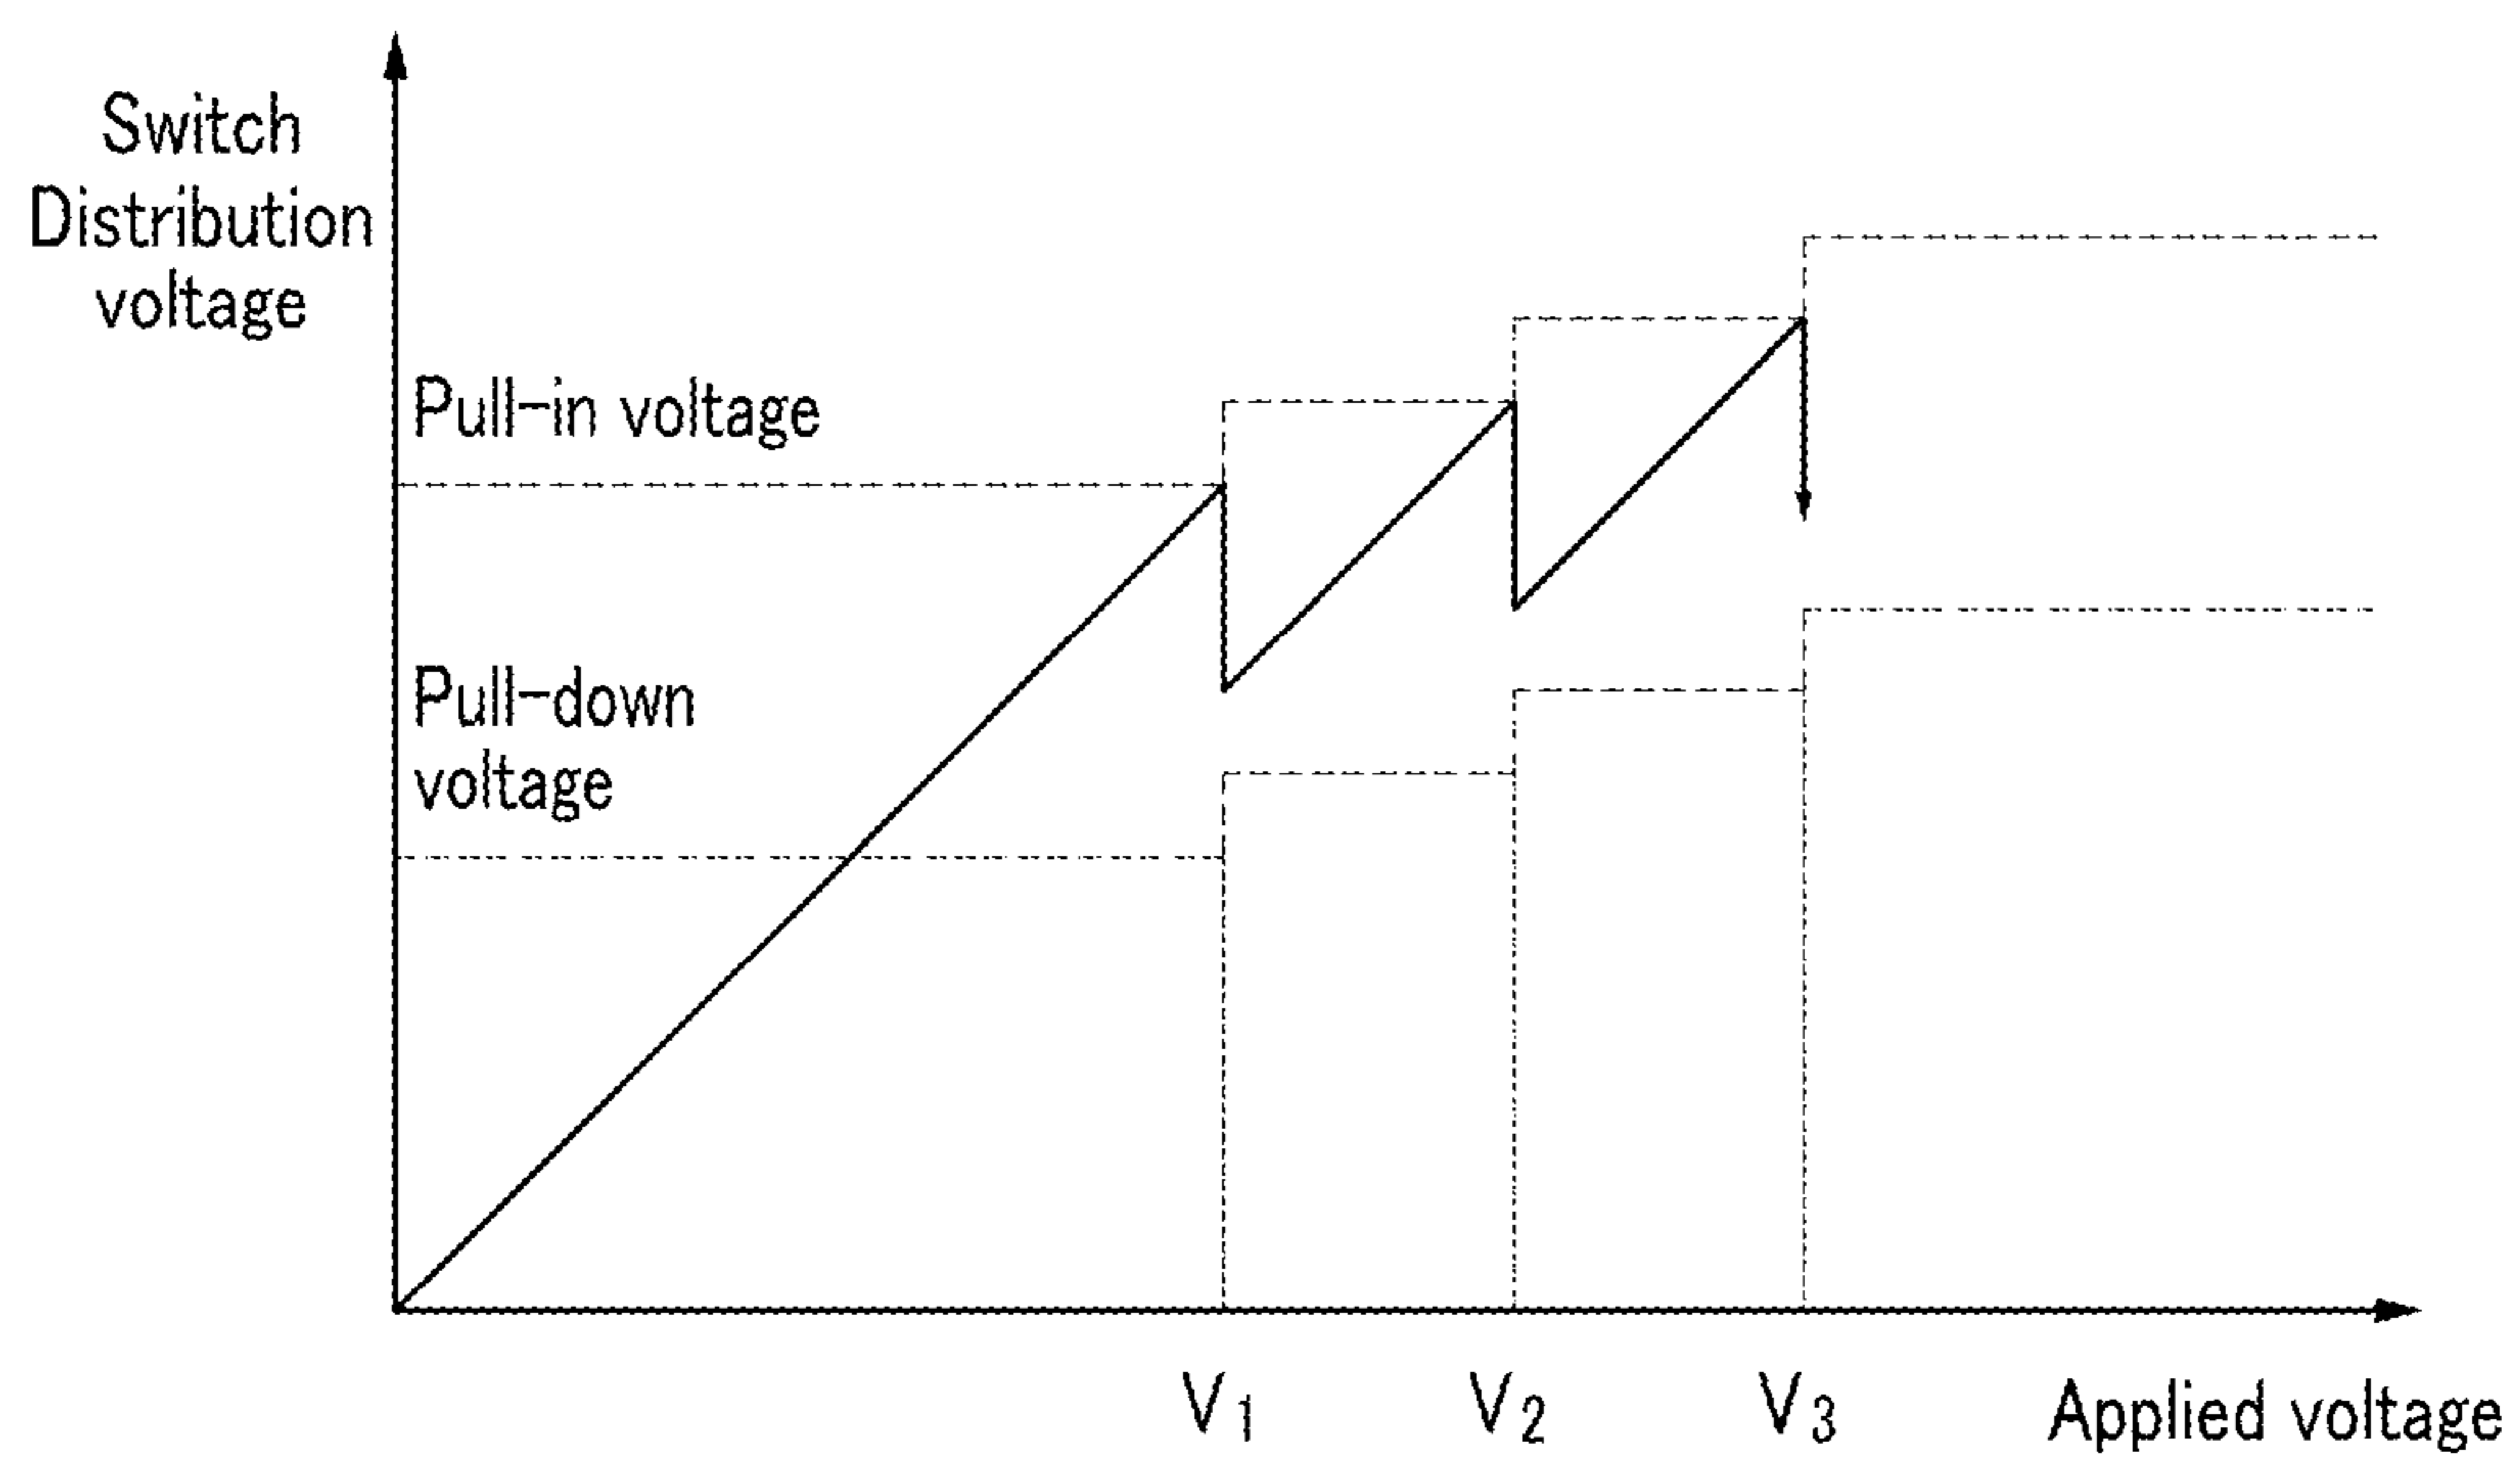 Switch
Distribution
voltage
Pull-in voltage
Pull-down
voltage
V1
V2
V3
Applied voltage